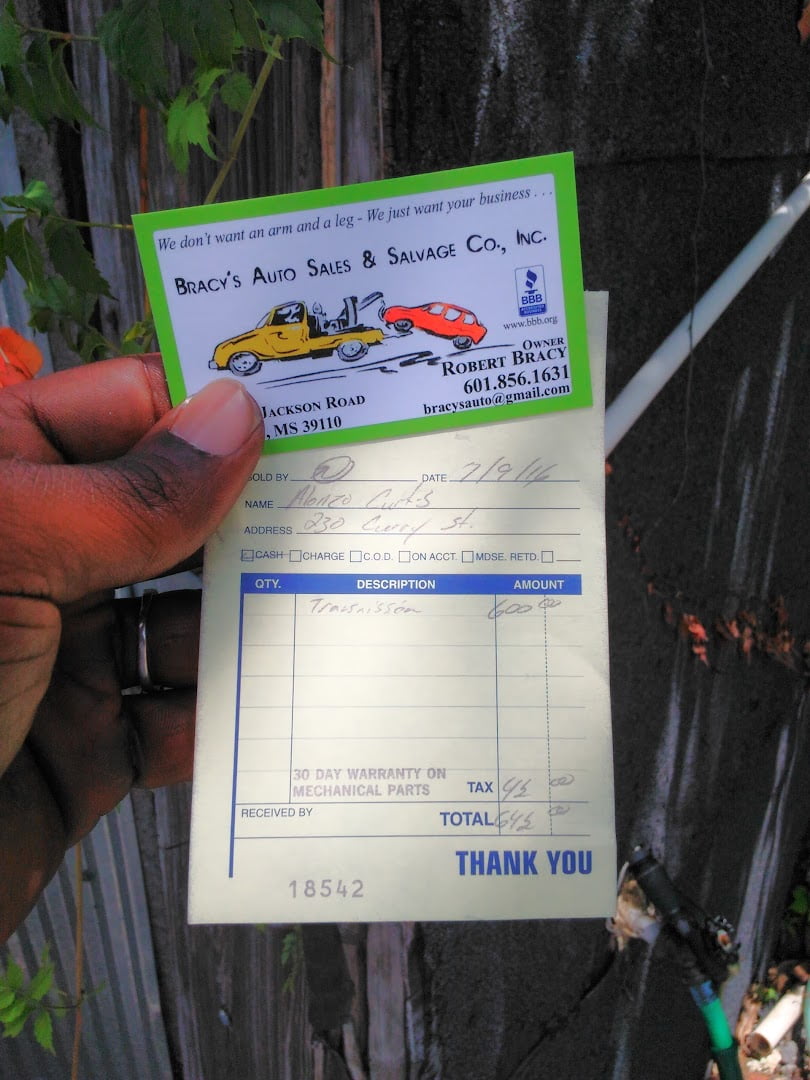 We don't want an arm and a leg - We just want your business . . .
BRACY'S AUTO SALES & SALVAGE CO., INC.
BBB
www.bbb.org
OWNER
ROBERT BRACY
601.856.1631
bracysauto@gmail.com
JACKSON ROAD
, MS 39110
SOLD BY DATE 7/9/16
NAME Alonzo Curtis
ADDRESS 230 Curry St.
CASH CHARGE C.O.D. ON ACCT. MDSE. RETD.
QTY. DESCRIPTION AMOUNT
Transmission 600 00
30 DAY WARRANTY ON
MECHANICAL PARTS
TAX 42 00
RECEIVED BY
TOTAL 642 00
THANK YOU
18542